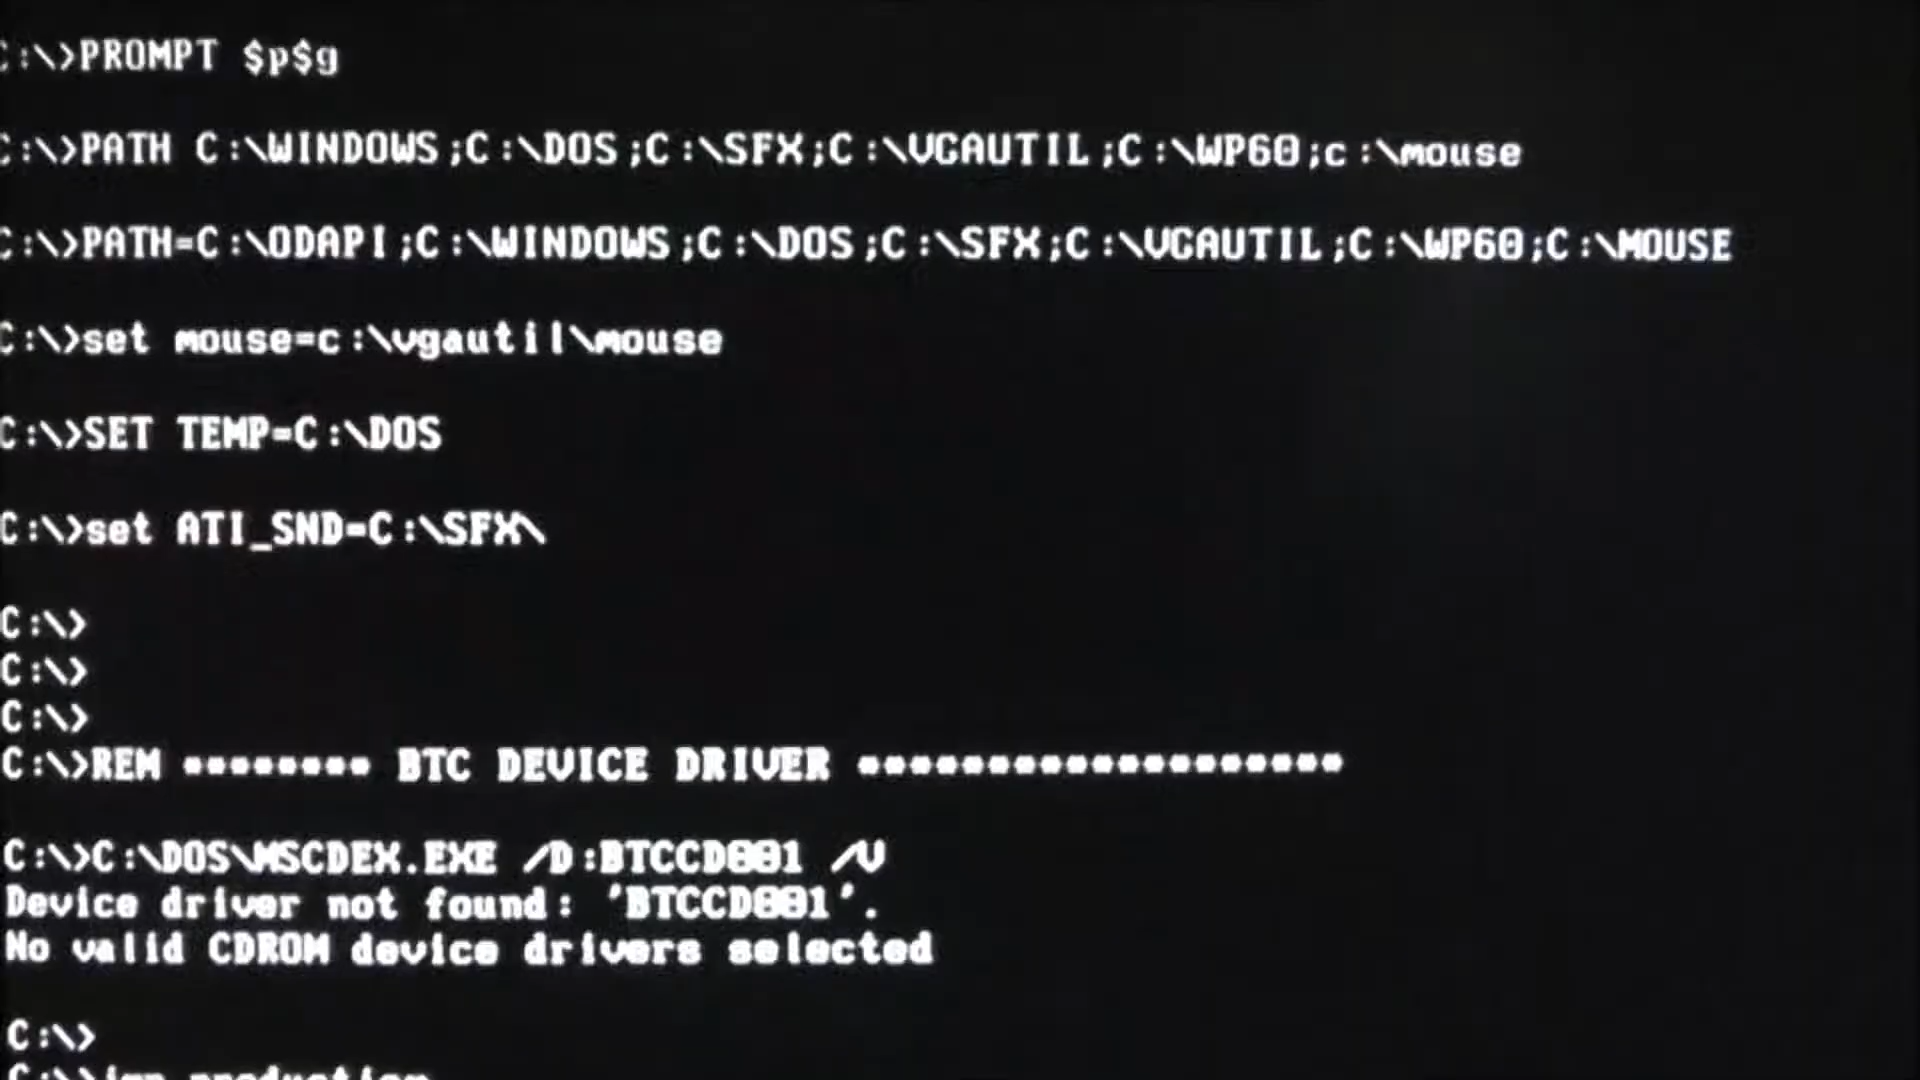 C:\>PROMPT $p$g
C:\>PATH C:\WINDOWS;C:\DOS;C:\SFX;C:\VGAUTIL;C:\WP60;c:\mouse
C:\>PATH=C:\ODAPI;C:\WINDOWS;C:\DOS;C:\SFX;C:\VGAUTIL;C:\WP60;C:\MOUSE
C:\>set mouse=c:\vgautil\mouse
C:\>SET TEMP=C:\DOS
C:\>set ATI_SND=C:\SFX\
C:\>
C:\>
C:\>
C:\>REM -------- BTC DEVICE DRIVER -------------------
C:\>C:\DOS\MSCDEX.EXE /D:BTCCD001 /V
Device driver not found: 'BTCCD001'.
No valid CDROM device drivers selected
C:\>
production